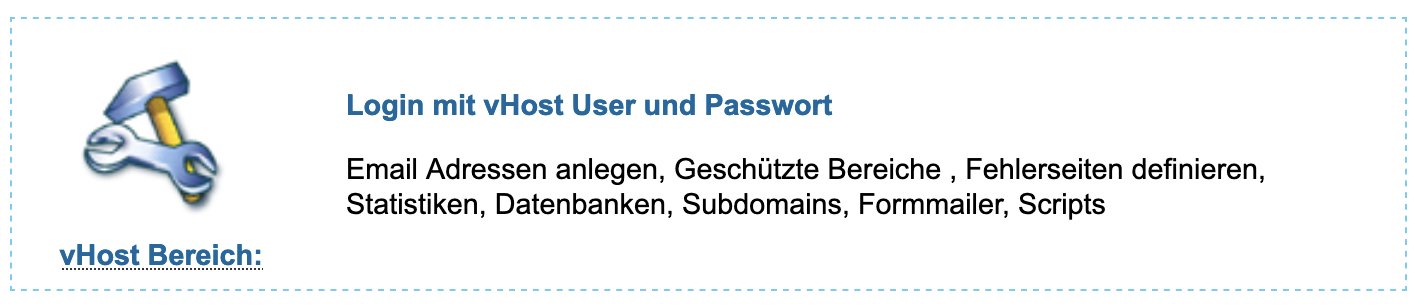 Login mit vHost User und Passwort
Email Adressen anlegen, Geschützte Bereiche , Fehlerseiten definieren,
Statistiken, Datenbanken, Subdomains, Formmailer, Scripts
vHost Bereich: